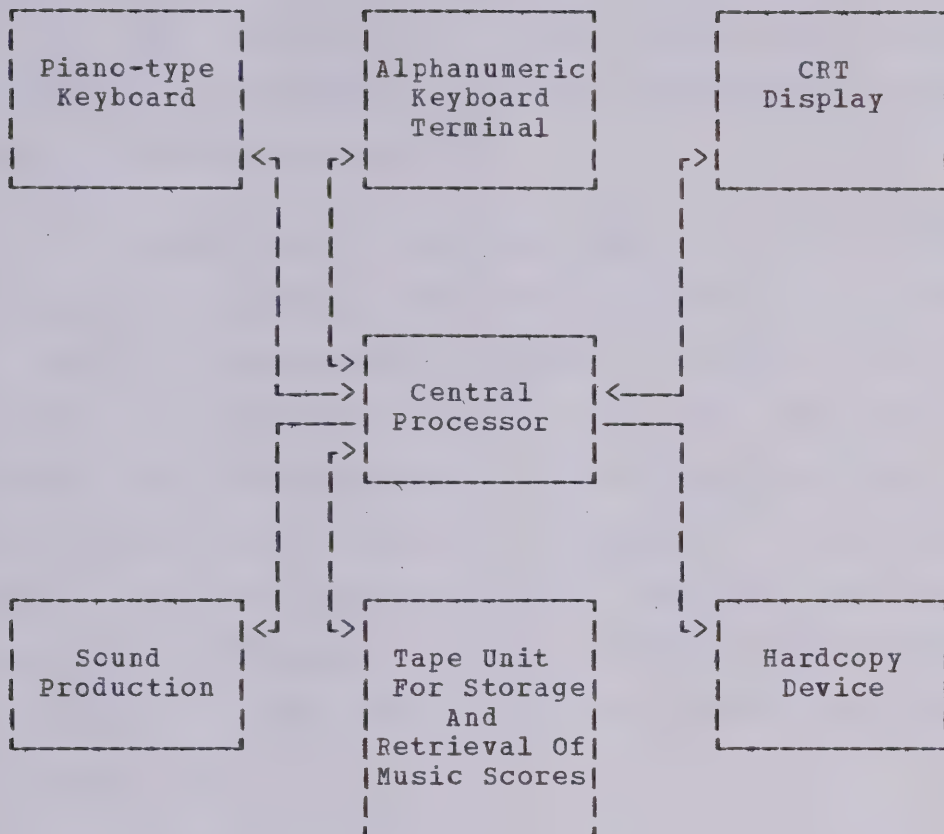 Piano-type
Keyboard
Alphanumeric
Keyboard
Terminal
CRT
Display
Central
Processor
Sound
Production
Tape Unit
For Storage
And
Retrieval Of
Music Scores
Hardcopy
Device